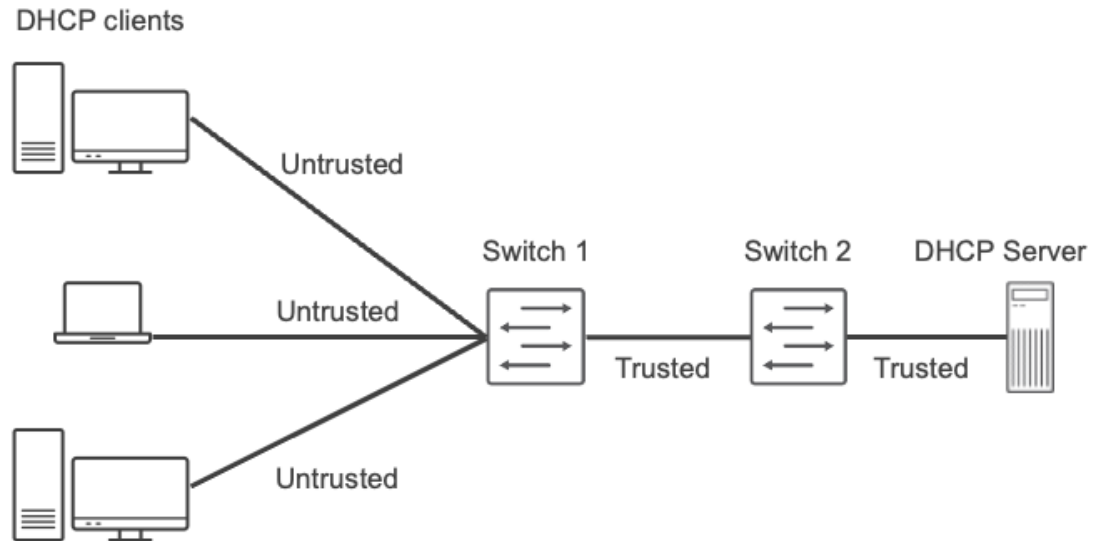 DHCP clients
Untrusted
Switch 1
Switch 2
DHCP Server
Untrusted
Trusted
Trusted
Untrusted